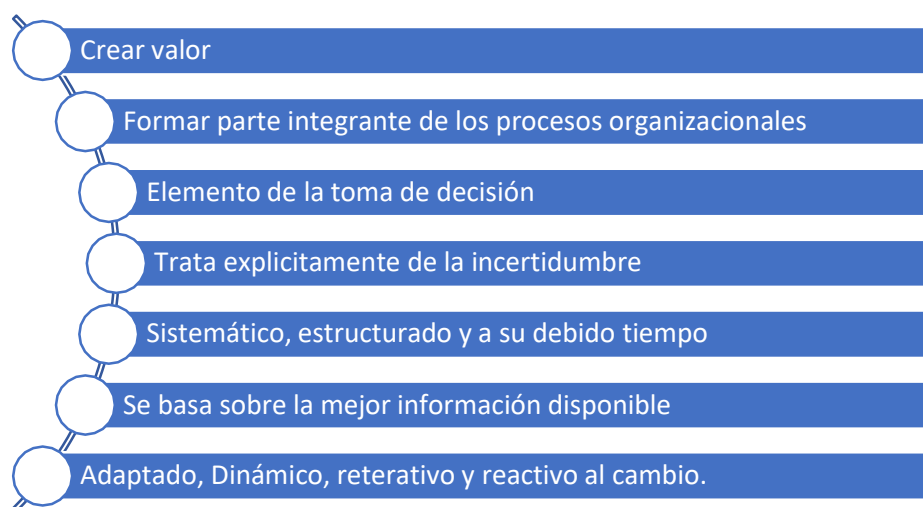 Crear valor
Formar parte integrante de los procesos organizacionales
Elemento de la toma de decisión
Trata explicitamente de la incertidumbre
Sistemático, estructurado y a su debido tiempo
Se basa sobre la mejor información disponible
Adaptado, Dinámico, reterativo y reactivo al cambio.